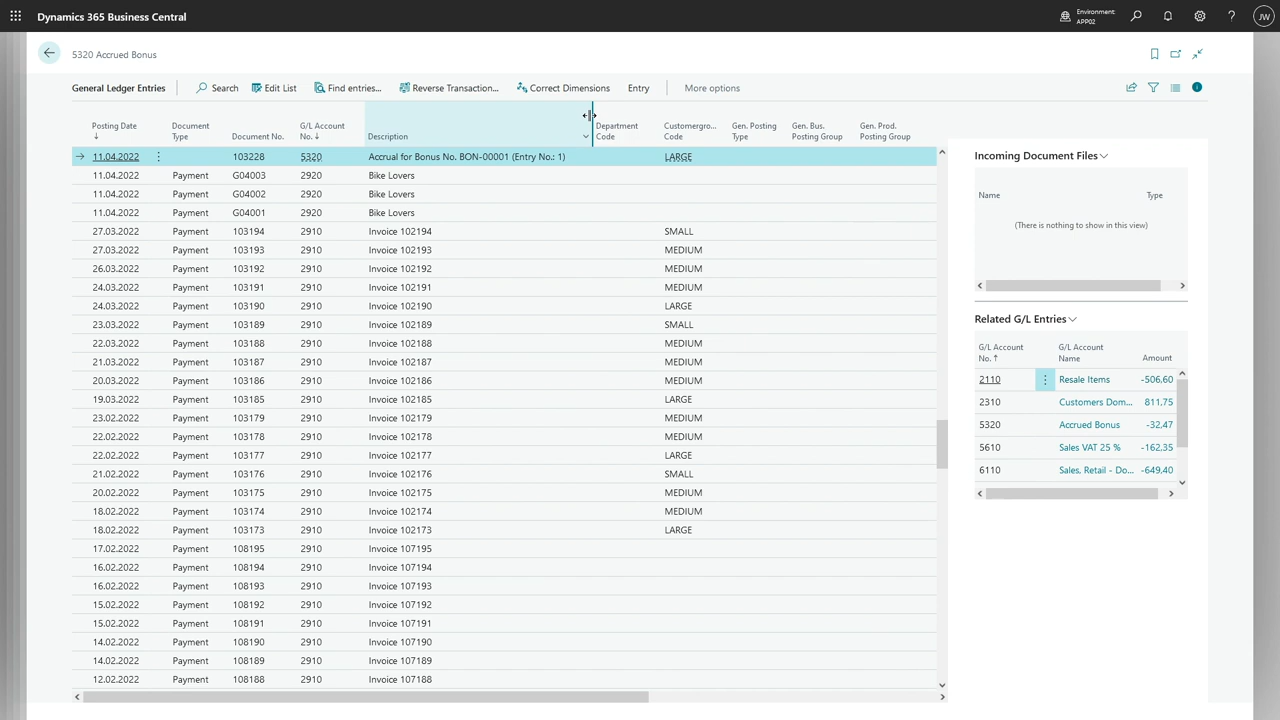 Dynamics 365 Business Central
Environment:
APP02
JW
5320 Accrued Bonus
General Ledger Entries Search Edit List Find entries... Reverse Transaction... Correct Dimensions Entry More options
Posting Date ↓ Document Type Document No. G/L Account No. ↓ Description Department Code Customergro... Code Gen. Posting Type Gen. Bus. Posting Group Gen. Prod. Posting Group
11.04.2022 103228 5320 Accrual for Bonus No. BON-00001 (Entry No.: 1) LARGE
11.04.2022 Payment G04003 2920 Bike Lovers
11.04.2022 Payment G04002 2920 Bike Lovers
11.04.2022 Payment G04001 2920 Bike Lovers
27.03.2022 Payment 103194 2910 Invoice 102194 SMALL
27.03.2022 Payment 103193 2910 Invoice 102193 MEDIUM
26.03.2022 Payment 103192 2910 Invoice 102192 MEDIUM
24.03.2022 Payment 103191 2910 Invoice 102191 MEDIUM
24.03.2022 Payment 103190 2910 Invoice 102190 LARGE
23.03.2022 Payment 103189 2910 Invoice 102189 SMALL
22.03.2022 Payment 103188 2910 Invoice 102188 MEDIUM
21.03.2022 Payment 103187 2910 Invoice 102187 MEDIUM
20.03.2022 Payment 103186 2910 Invoice 102186 MEDIUM
19.03.2022 Payment 103185 2910 Invoice 102185 LARGE
23.02.2022 Payment 103179 2910 Invoice 102179 MEDIUM
22.02.2022 Payment 103178 2910 Invoice 102178 MEDIUM
22.02.2022 Payment 103177 2910 Invoice 102177 LARGE
21.02.2022 Payment 103176 2910 Invoice 102176 SMALL
20.02.2022 Payment 103175 2910 Invoice 102175 MEDIUM
18.02.2022 Payment 103174 2910 Invoice 102174 MEDIUM
18.02.2022 Payment 103173 2910 Invoice 102173 LARGE
17.02.2022 Payment 108195 2910 Invoice 107195
16.02.2022 Payment 108194 2910 Invoice 107194
16.02.2022 Payment 108193 2910 Invoice 107193
15.02.2022 Payment 108192 2910 Invoice 107192
15.02.2022 Payment 108191 2910 Invoice 107191
14.02.2022 Payment 108190 2910 Invoice 107190
14.02.2022 Payment 108189 2910 Invoice 107189
12.02.2022 Payment 108188 2910 Invoice 107188
Incoming Document Files
Name Type
(There is nothing to show in this view)
Related G/L Entries
G/L Account No. ↑ G/L Account Name Amount
2110 Resale Items -506,60
2310 Customers Dom... 811,75
5320 Accrued Bonus -32,47
5610 Sales VAT 25 % -162,35
6110 Sales, Retail - Do... -649,40